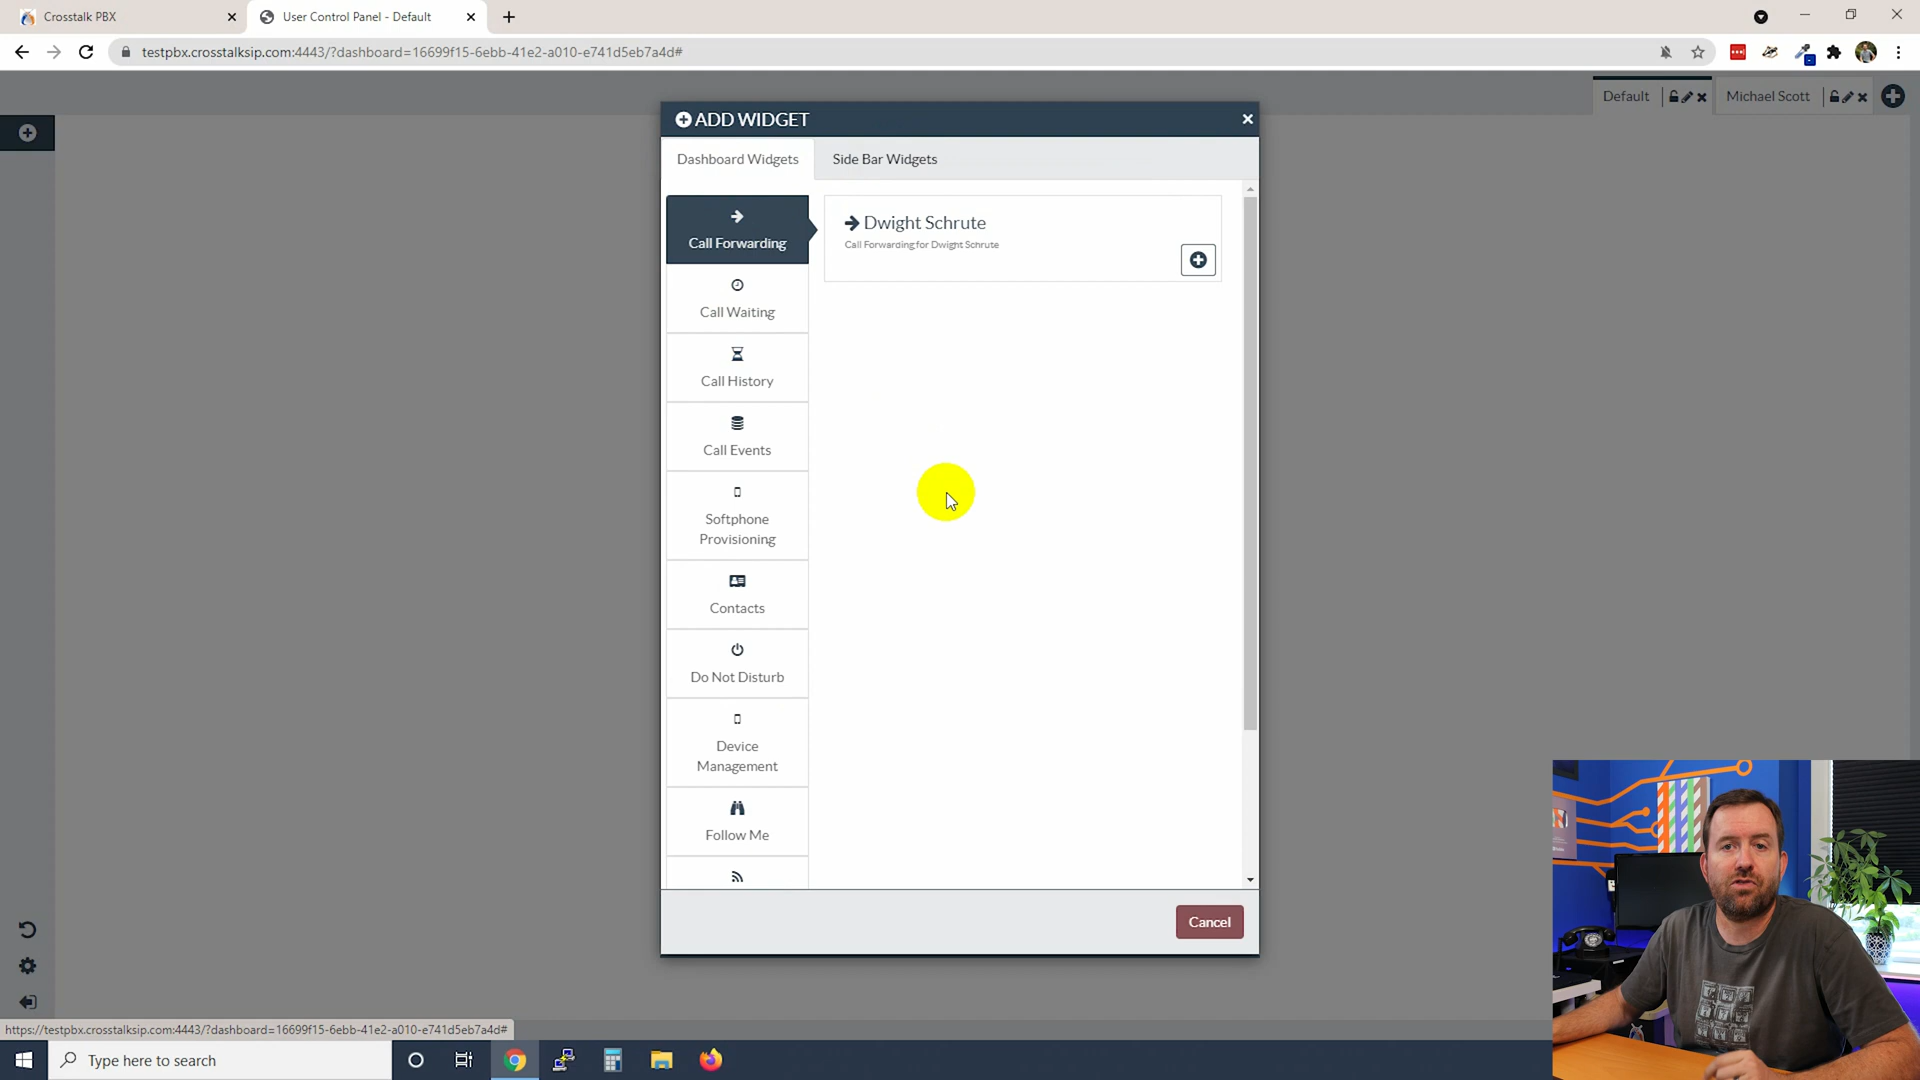 Crosstalk PBX
User Control Panel - Default
testpbx.crosstalksip.com:4443/?dashboard=16699f15-6ebb-41e2-a010-e741d5eb7a4d#
Default
Michael Scott
ADD WIDGET
Dashboard Widgets
Side Bar Widgets
Call Forwarding
Dwight Schrute
Call Forwarding for Dwight Schrute
Call Waiting
Call History
Call Events
Softphone
Provisioning
Contacts
Do Not Disturb
Device
Management
Follow Me
Cancel
https://testpbx.crosstalksip.com:4443/?dashboard=16699f15-6ebb-41e2-a010-e741d5eb7a4d#
Type here to search